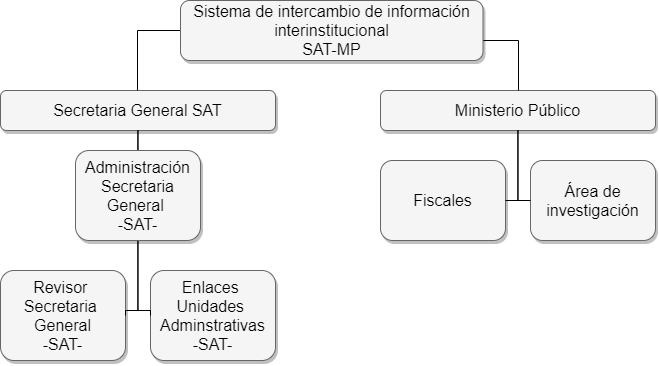 Sistema de intercambio de información
interinstitucional
SAT-MP
Secretaria General SAT
Ministerio Público
Administración
Secretaria
General
-SAT-
Fiscales
Área de
investigación
Revisor
Secretaria
General
-SAT-
Enlaces
Unidades
Adminstrativas
-SAT-